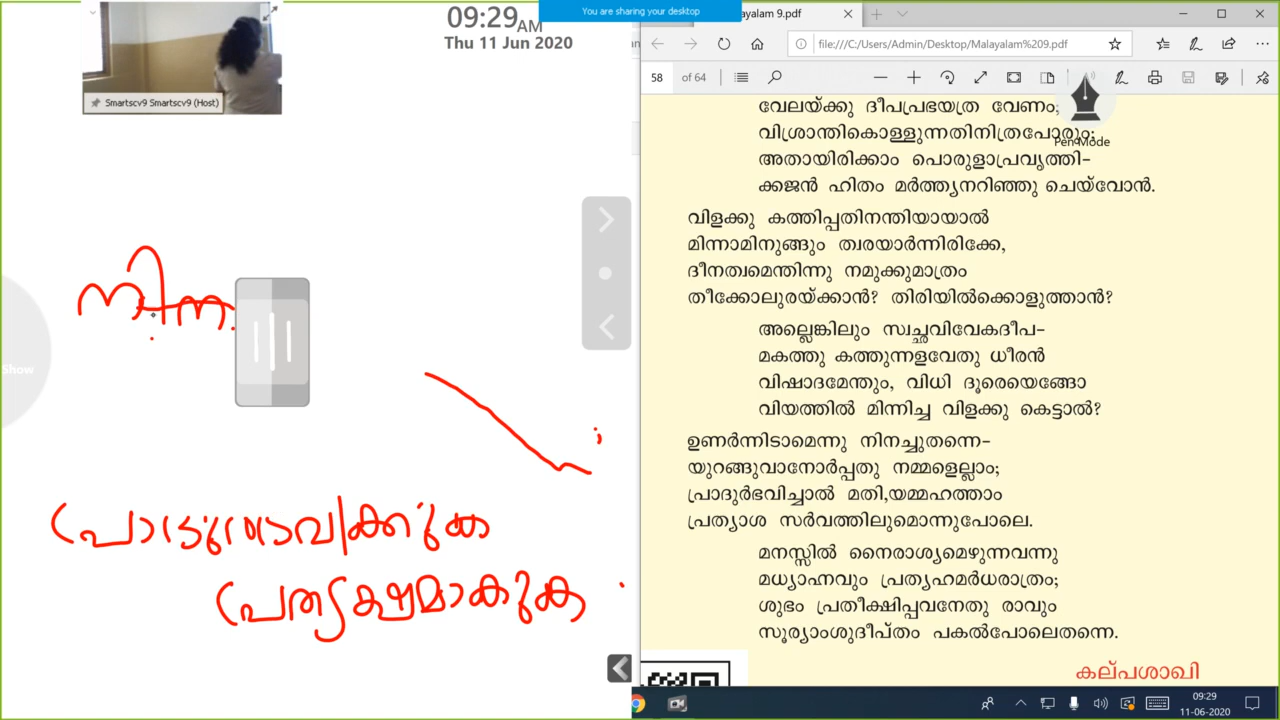 09:29AM
Thu 11 Jun 2020
Smartscv9 Smartscv9 (Host)
You are sharing your desktop
Show
നിന്ന
പ്രാദുർഭവിക്കുക
പ്രത്യക്ഷമാകുക
alayalam 9.pdf
file:///C:/Users/Admin/Desktop/Malayalam%209.pdf
58 of 64
Pen Mode
വേലയ്ക്കു ദീപപ്രഭയത്ര വേണം;
വിശ്രാന്തികൊള്ളുന്നതിനിത്രപോരും;
അതായിരിക്കാം പൊരുളാപ്രവൃത്തി-
ക്കജൻ ഹിതം മർത്ത്യനറിഞ്ഞു ചെയ്‌വോൻ.
വിളക്കു കത്തിപ്പതിനന്തിയായാൽ
മിന്നാമിനുങ്ങും ത്വരയാർന്നിരിക്കേ,
ദീനത്വമെന്തിന്നു നമുക്കുമാത്രം
തീക്കോലുരയ്ക്കാൻ? തിരിയിൽക്കൊളുത്താൻ?
അല്ലെങ്കിലും സ്വച്ഛവിവേകദീപ-
മകത്തു കത്തുന്നളവേതു ധീരൻ
വിഷാദമേന്തും, വിധി ദൂരെയെങ്ങോ
വിയത്തിൽ മിന്നിച്ച വിളക്കു കെട്ടാൽ?
ഉണർന്നിടാമെന്നു നിനച്ചുതന്നെ-
യുറങ്ങുവാനോർപ്പതു നമ്മളെല്ലാം;
പ്രാദുർഭവിച്ചാൽ മതി,യമ്മഹത്താം
പ്രത്യാശ സർവത്തിലുമൊന്നുപോലെ.
മനസ്സിൽ നൈരാശ്യമെഴുന്നവന്നു
മധ്യാഹ്നവും പ്രത്യഹമർധരാത്രം;
ശുഭം പ്രതീക്ഷിപ്പവനേതു രാവും
സൂര്യാംശുദീപ്തം പകൽപോലെതന്നെ.
കല്പശാഖി
09:29
11-06-2020